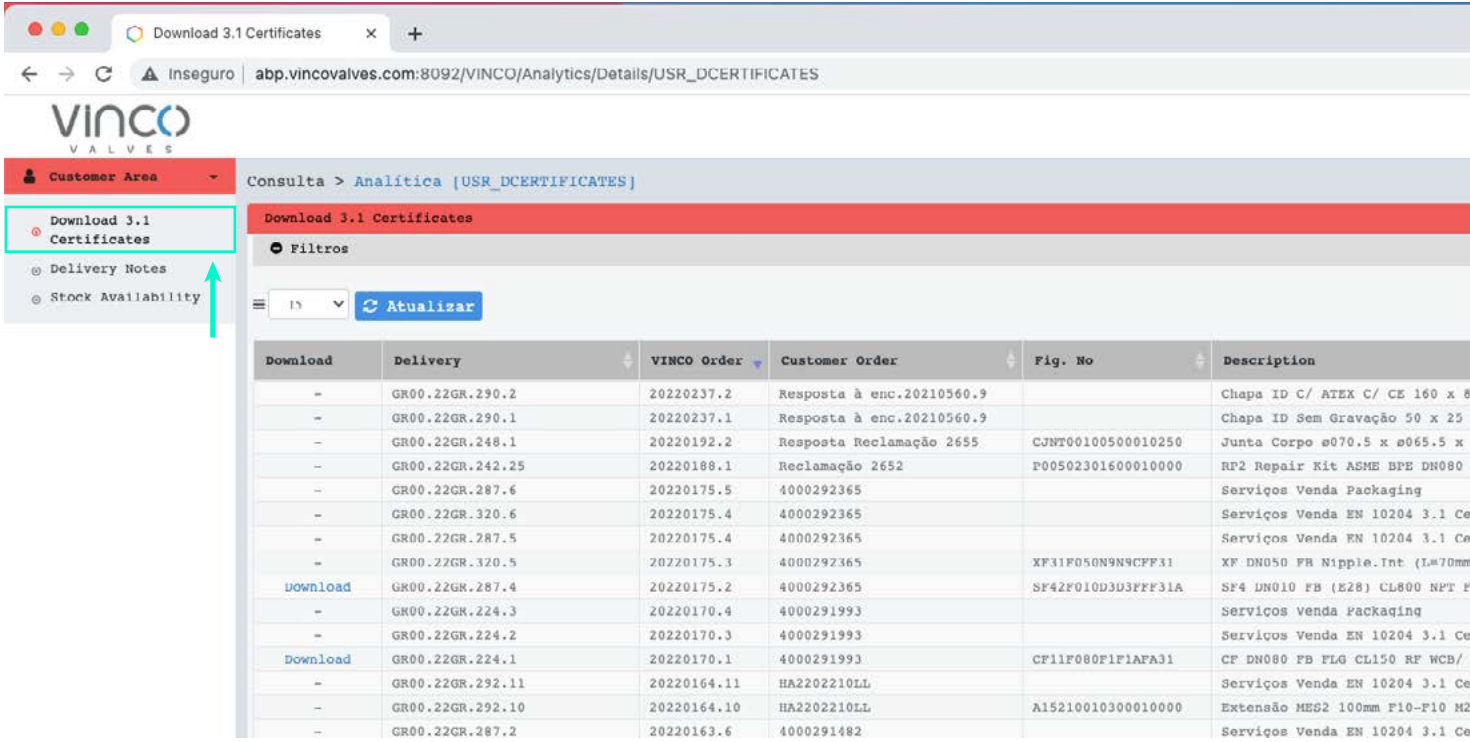 Download 3.1 Certificates
Inseguro abp.vincovalves.com:8092/VINCO/Analytics/Details/USR_DCERTIFICATES
VINCO
VALVES
Customer Area
Download 3.1
Certificates
Delivery Notes
Stock Availability
Consulta > Analítica [USR_DCERTIFICATES]
Download 3.1 Certificates
Filtros
15 Atualizar
Download Delivery VINCO Order Customer Order Fig. No Description
- GR00.22GR.290.2 20220237.2 Resposta à enc.20210560.9 Chapa ID C/ ATEX C/ CE 160 x 8
- GR00.22GR.290.1 20220237.1 Resposta à enc.20210560.9 Chapa ID Sem Gravação 50 x 25
- GR00.22GR.248.1 20220192.2 Resposta Reclamação 2655 CJNT00100500010250 Junta Corpo ø070.5 x ø065.5 x
- GR00.22GR.242.25 20220188.1 Reclamação 2652 P00502301600010000 RP2 Repair Kit ASME BPE DN080
- GR00.22GR.287.6 20220175.5 4000292365 Serviços Venda Packaging
- GR00.22GR.320.6 20220175.4 4000292365 Serviços Venda EN 10204 3.1 Ce
- GR00.22GR.287.5 20220175.4 4000292365 Serviços Venda EN 10204 3.1 Ce
- GR00.22GR.320.5 20220175.3 4000292365 XF31F050N9N9CFF31 XF DN050 FB Nipple.Int (L=70mm
Download GR00.22GR.287.4 20220175.2 4000292365 SF42F010D3D3FFF31A SF4 DN010 FB (E28) CL800 NPT F
- GR00.22GR.224.3 20220170.4 4000291993 Serviços Venda Packaging
- GR00.22GR.224.2 20220170.3 4000291993 Serviços Venda EN 10204 3.1 Ce
Download GR00.22GR.224.1 20220170.1 4000291993 CF11F080F1F1AFA31 CF DN080 FB FLG CL150 RF WCB/
- GR00.22GR.292.11 20220164.11 HA2202210LL Serviços Venda EN 10204 3.1 Ce
- GR00.22GR.292.10 20220164.10 HA2202210LL A15210010300010000 Extensão MES2 100mm F10-F10 M2
- GR00.22GR.287.2 20220163.6 4000291482 Serviços Venda EN 10204 3.1 Ce